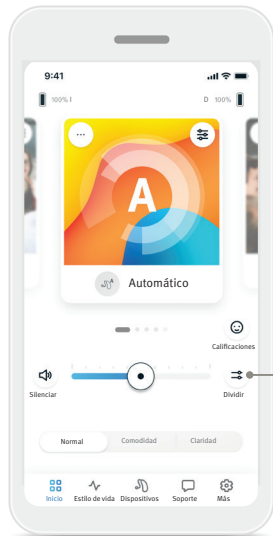 9:41
100% I D 100%
A
Automático
Calificaciones
Silenciar Dividir
Normal Comodidad Claridad
Inicio Estilo de vida Dispositivos Soporte Más